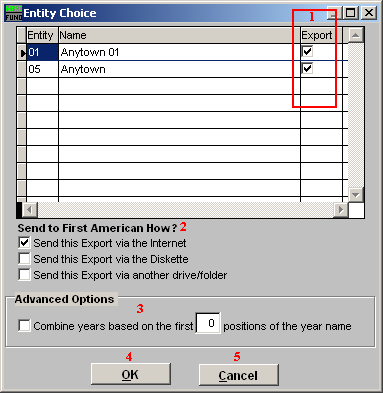 FUND
Entity Choice
1
Entity Name Export
01 Anytown 01
05 Anytown
Send to First American How? 2
Send this Export via the Internet
Send this Export via the Diskette
Send this Export via another drive/folder
Advanced Options
3
Combine years based on the first 0 positions of the year name
4 5
OK Cancel